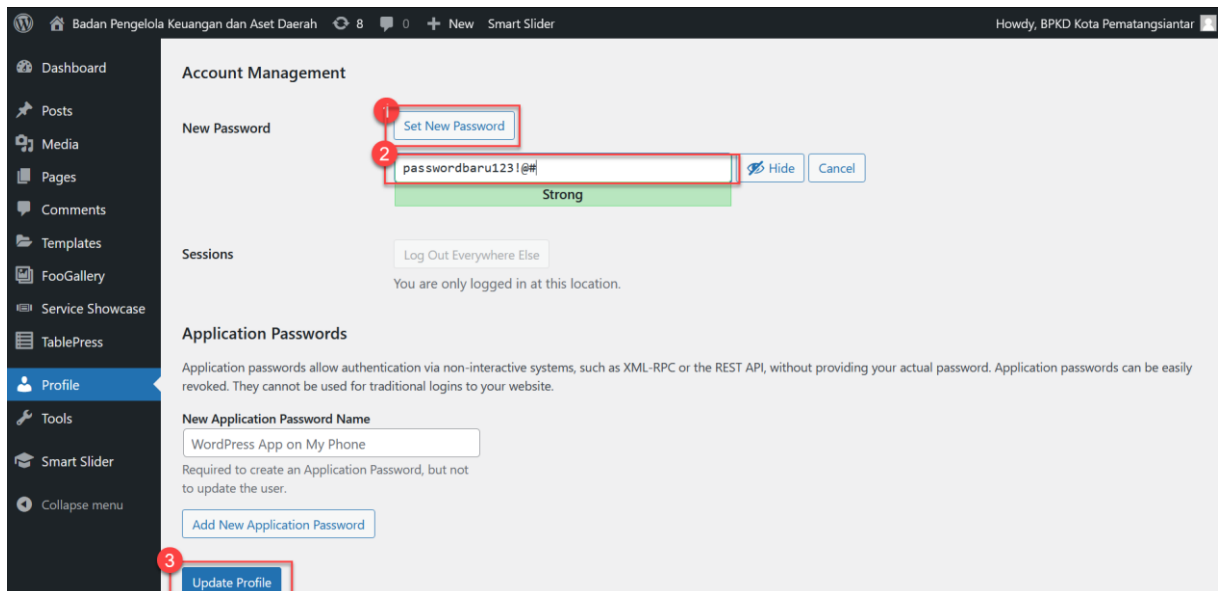 Badan Pengelola Keuangan dan Aset Daerah 8 0 New Smart Slider Howdy, BPKD Kota Pematangsiantar
Dashboard
Posts
Media
Pages
Comments
Templates
FooGallery
Service Showcase
TablePress
Profile
Tools
Smart Slider
Collapse menu
Account Management
1
New Password Set New Password
2
passwordbaru123!@# Hide Cancel
Strong
Sessions Log Out Everywhere Else
You are only logged in at this location.
Application Passwords
Application passwords allow authentication via non-interactive systems, such as XML-RPC or the REST API, without providing your actual password. Application passwords can be easily
revoked. They cannot be used for traditional logins to your website.
New Application Password Name
WordPress App on My Phone
Required to create an Application Password, but not
to update the user.
Add New Application Password
3
Update Profile